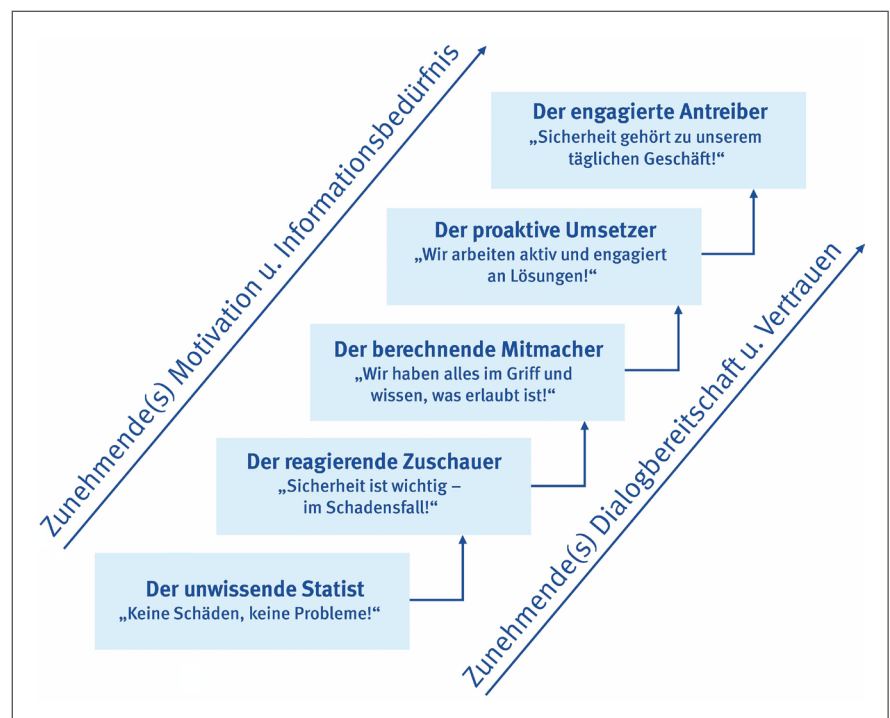 Zunehmende(s) Motivation u. Informationsbedürfnis
Der engagierte Antreiber
„Sicherheit gehört zu unserem
täglichen Geschäft!“
Der proaktive Umsetzer
„Wir arbeiten aktiv und engagiert
an Lösungen!“
Der berechnende Mitmacher
„Wir haben alles im Griff und
wissen, was erlaubt ist!“
Der reagierende Zuschauer
„Sicherheit ist wichtig –
im Schadensfall!“
Der unwissende Statist
„Keine Schäden, keine Probleme!“
Zunehmende(s) Dialogbereitschaft u. Vertrauen